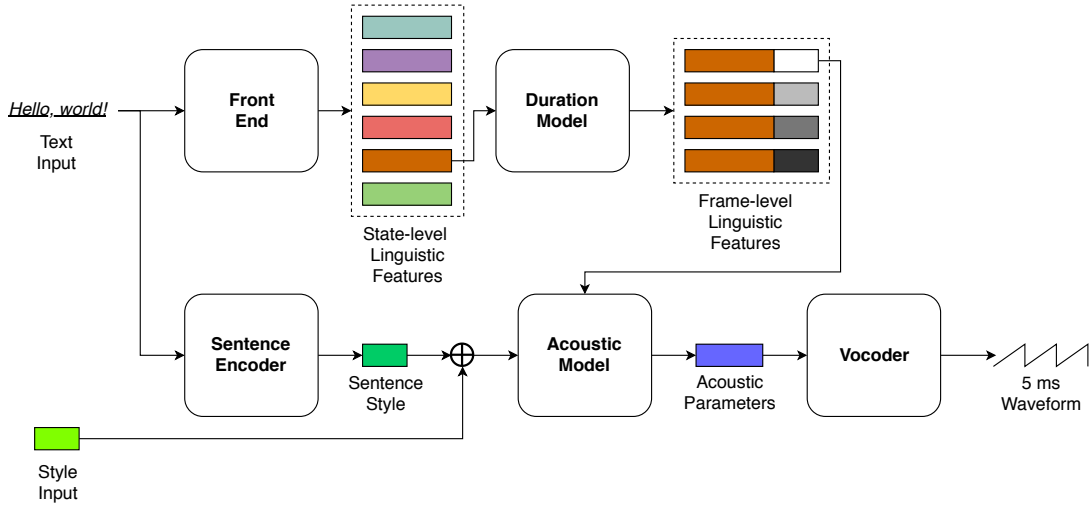 Hello, world!
Text
Input
Front
End
State-level
Linguistic
Features
Duration
Model
Frame-level
Linguistic
Features
Sentence
Encoder
Sentence
Style
Acoustic
Model
Acoustic
Parameters
Vocoder
5 ms
Waveform
Style
Input